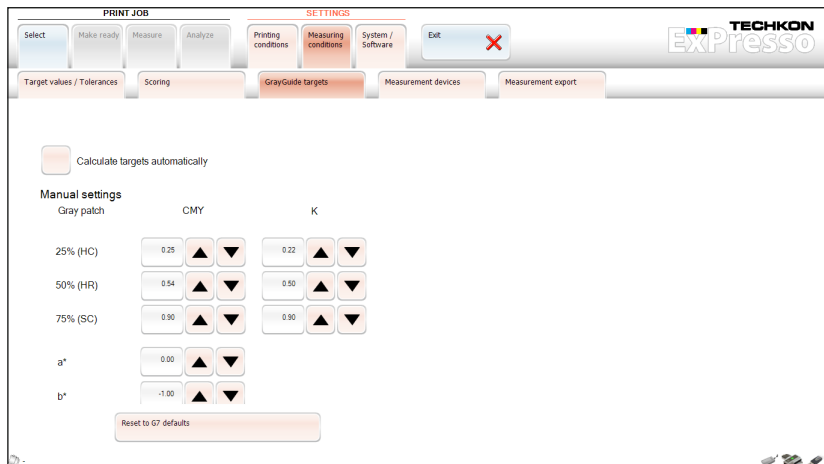 PRINT JOB SETTINGS
Select Make ready Measure Analyze Printing conditions Measuring conditions System / Software Exit
TECHKON
ExPresso
Target values / Tolerances Scoring GrayGuide targets Measurement devices Measurement export
Calculate targets automatically
Manual settings
Gray patch CMY K
25% (HC) 0.25 0.22
50% (HR) 0.54 0.50
75% (SC) 0.90 0.90
a* 0.00
b* -1.00
Reset to G7 defaults
-